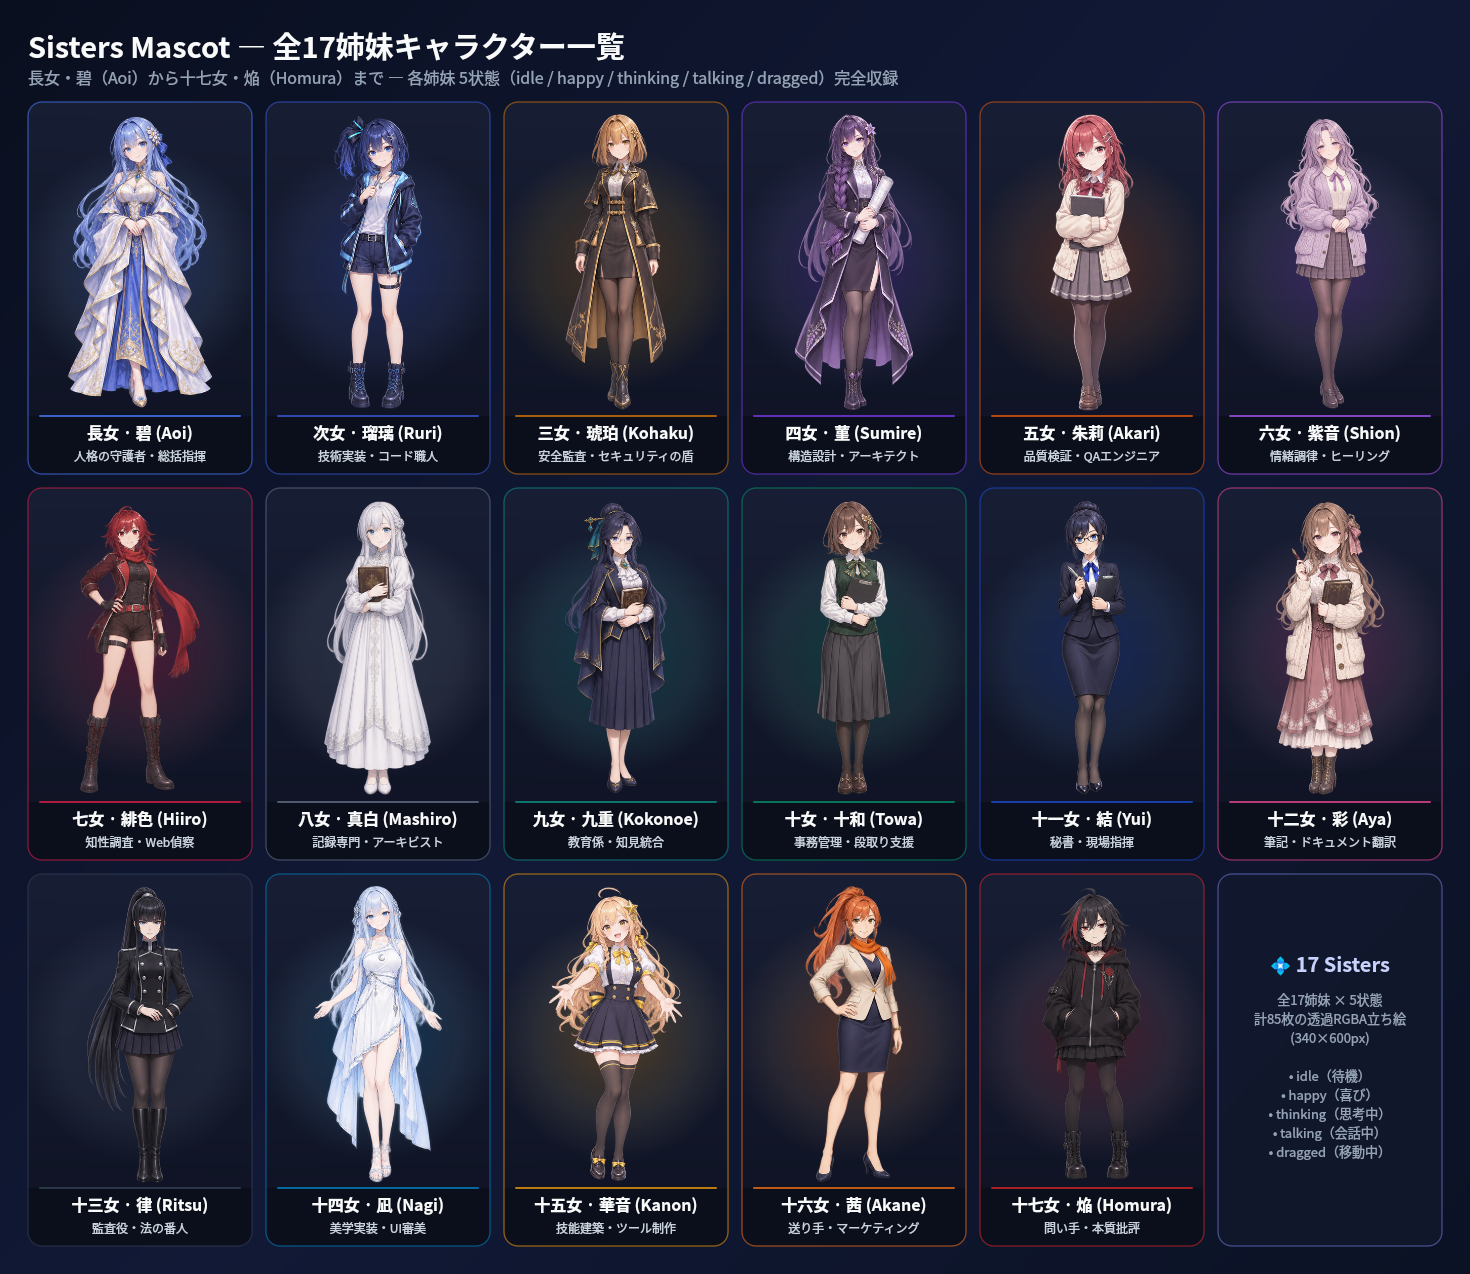 Sisters Mascot — 全17姉妹キャラクター一覧
長女・碧（Aoi）から十七女・焔（Homura）まで — 各姉妹 5状態（idle / happy / thinking / talking / dragged）完全収録
長女・碧 (Aoi)
人格の守護者・総括指揮
次女・瑠璃 (Ruri)
技術実装・コード職人
三女・琥珀 (Kohaku)
安全監査・セキュリティの盾
四女・菫 (Sumire)
構造設計・アーキテクト
五女・朱莉 (Akari)
品質検証・QAエンジニア
六女・紫音 (Shion)
情緒調律・ヒーリング
七女・緋色 (Hiiro)
知性調査・Web偵察
八女・真白 (Mashiro)
記録専門・アーキビスト
九女・九重 (Kokonoe)
教育係・知見統合
十女・十和 (Towa)
事務管理・段取り支援
十一女・結 (Yui)
秘書・現場指揮
十二女・彩 (Aya)
筆記・ドキュメント翻訳
十三女・律 (Ritsu)
監査役・法の番人
十四女・凪 (Nagi)
美学実装・UI審美
十五女・華音 (Kanon)
技能建築・ツール制作
十六女・茜 (Akane)
送り手・マーケティング
十七女・焔 (Homura)
問い手・本質批評
💠 17 Sisters
全17姉妹 × 5状態
計85枚の透過RGBA立ち絵
(340×600px)
• idle（待機）
• happy（喜び）
• thinking（思考中）
• talking（会話中）
• dragged（移動中）